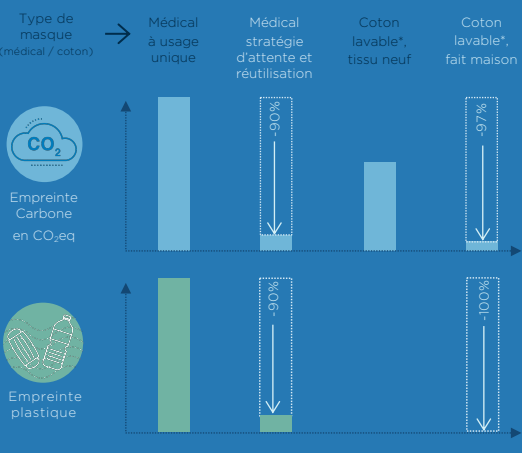 Type de
masque
(médical / coton)
Médical
à usage
unique
Médical
stratégie
d'attente et
réutilisation
Coton
lavable*,
tissu neuf
Coton
lavable*,
fait maison
CO2
Empreinte
Carbone
en CO₂eq
-90%
-97%
Empreinte
plastique
-90%
-100%